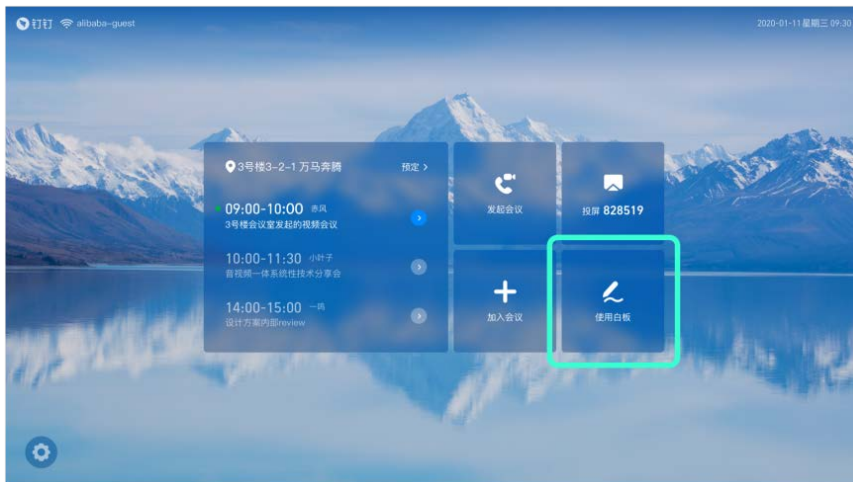 钉钉 alibaba-guest
2020-01-11 星期三 09:30
3号楼3-2-1 万马奔腾 预定 >
09:00-10:00 赤风
3号楼会议室发起的视频会议
10:00-11:30 小叶子
音视频一体系统性技术分享会
14:00-15:00 一鸣
设计方案内部review
发起会议
投屏 828519
加入会议
使用白板